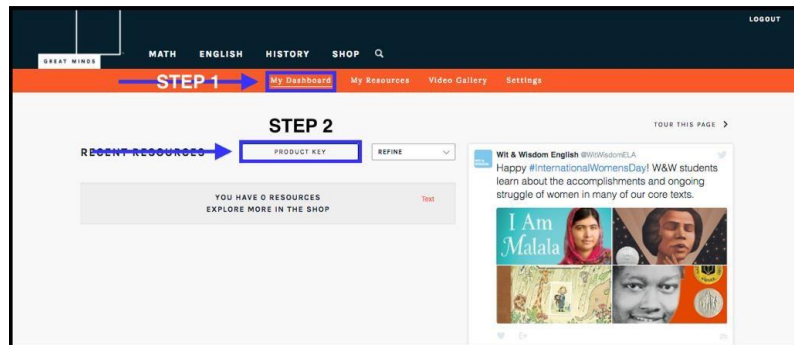 LOGOUT
GREAT MINDS
MATH ENGLISH HISTORY SHOP
STEP 1
My Dashboard My Resources Video Gallery Settings
STEP 2
TOUR THIS PAGE >
RECENT RESOURCES
PRODUCT KEY
REFINE
YOU HAVE 0 RESOURCES
EXPLORE MORE IN THE SHOP
Text
Wit & Wisdom English @WitWisdomELA
Happy #InternationalWomensDay! W&W students
learn about the accomplishments and ongoing
struggle of women in many of our core texts.
I Am
Malala